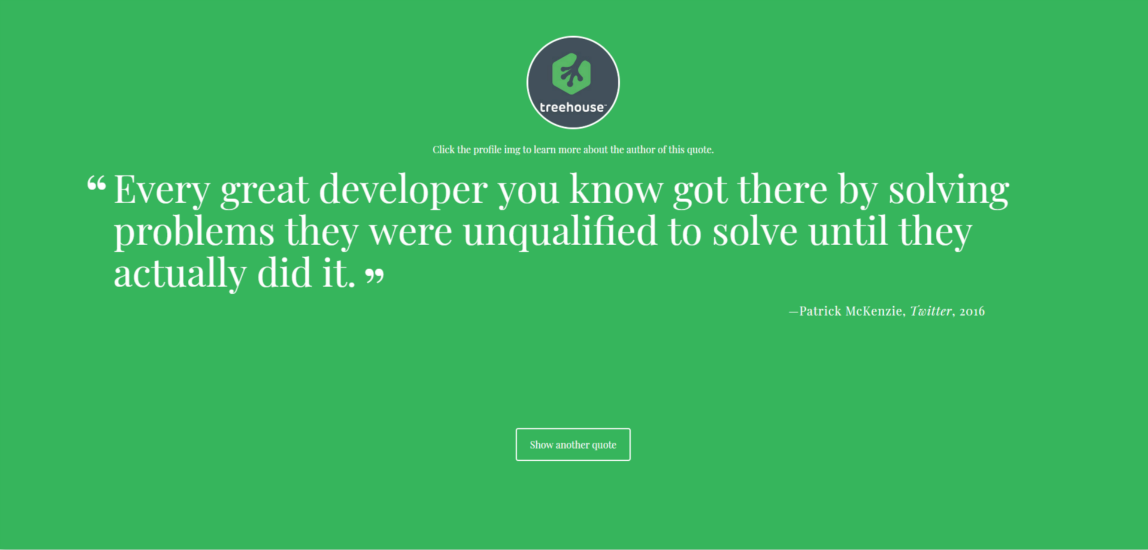 treehouse™
Click the profile img to learn more about the author of this quote.
“ Every great developer you know got there by solving
problems they were unqualified to solve until they
actually did it. ”
—Patrick McKenzie, Twitter, 2016
Show another quote